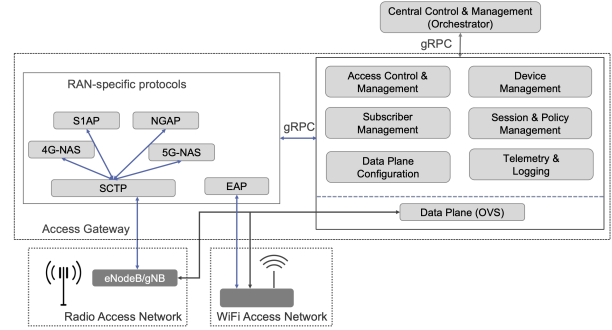 Central Control & Management
(Orchestrator)
gRPC
RAN-specific protocols
S1AP
NGAP
4G-NAS
5G-NAS
SCTP
EAP
gRPC
Access Control &
Management
Device
Management
Subscriber
Management
Session & Policy
Management
Data Plane
Configuration
Telemetry &
Logging
Data Plane (OVS)
Access Gateway
eNodeB/gNB
Radio Access Network
WiFi Access Network